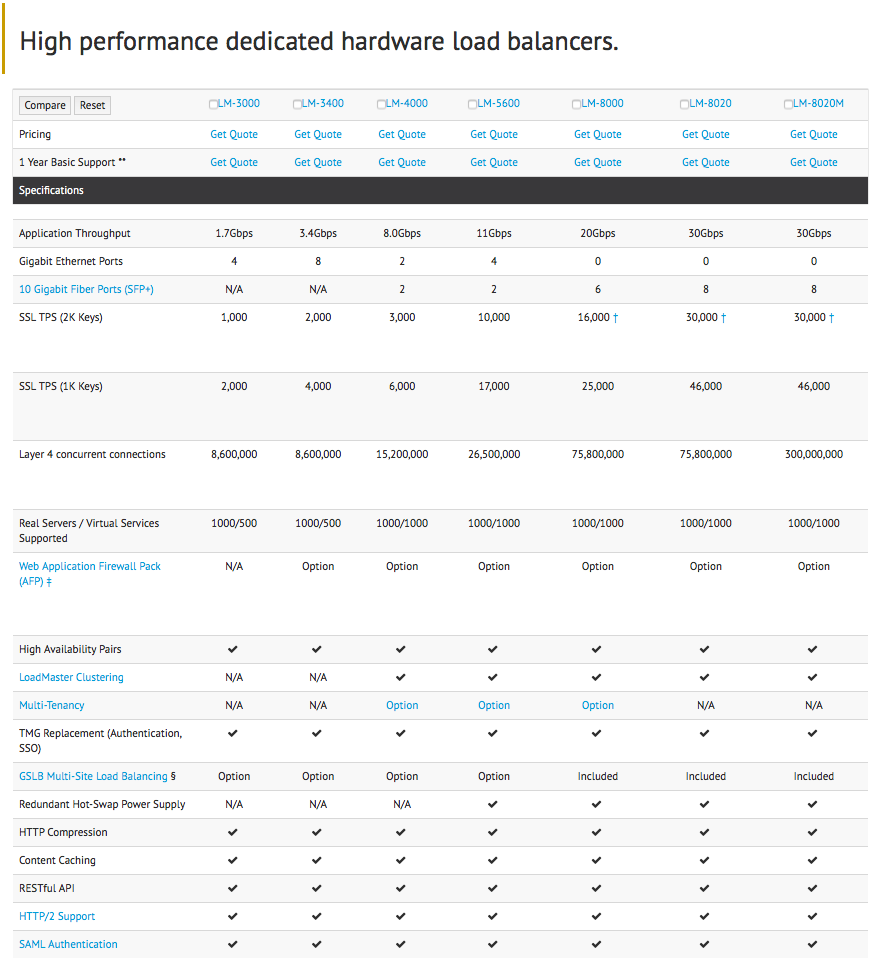 High performance dedicated hardware load balancers.
Compare Reset LM-3000 LM-3400 LM-4000 LM-5600 LM-8000 LM-8020 LM-8020M
Pricing Get Quote Get Quote Get Quote Get Quote Get Quote Get Quote Get Quote
1 Year Basic Support ** Get Quote Get Quote Get Quote Get Quote Get Quote Get Quote Get Quote
Specifications
Application Throughput 1.7Gbps 3.4Gbps 8.0Gbps 11Gbps 20Gbps 30Gbps 30Gbps
Gigabit Ethernet Ports 4 8 2 4 0 0 0
10 Gigabit Fiber Ports (SFP+) N/A N/A 2 2 6 8 8
SSL TPS (2K Keys) 1,000 2,000 3,000 10,000 16,000 † 30,000 † 30,000 †
SSL TPS (1K Keys) 2,000 4,000 6,000 17,000 25,000 46,000 46,000
Layer 4 concurrent connections 8,600,000 8,600,000 15,200,000 26,500,000 75,800,000 75,800,000 300,000,000
Real Servers / Virtual Services 1000/500 1000/500 1000/1000 1000/1000 1000/1000 1000/1000 1000/1000
Supported
Web Application Firewall Pack N/A Option Option Option Option Option Option
(AFP) ‡
High Availability Pairs ✔ ✔ ✔ ✔ ✔ ✔ ✔
LoadMaster Clustering N/A N/A ✔ ✔ ✔ ✔ ✔
Multi-Tenancy N/A N/A Option Option Option N/A N/A
TMG Replacement (Authentication, ✔ ✔ ✔ ✔ ✔ ✔ ✔
SSO)
GSLB Multi-Site Load Balancing § Option Option Option Option Included Included Included
Redundant Hot-Swap Power Supply N/A N/A N/A ✔ ✔ ✔ ✔
HTTP Compression ✔ ✔ ✔ ✔ ✔ ✔ ✔
Content Caching ✔ ✔ ✔ ✔ ✔ ✔ ✔
RESTful API ✔ ✔ ✔ ✔ ✔ ✔ ✔
HTTP/2 Support ✔ ✔ ✔ ✔ ✔ ✔ ✔
SAML Authentication ✔ ✔ ✔ ✔ ✔ ✔ ✔